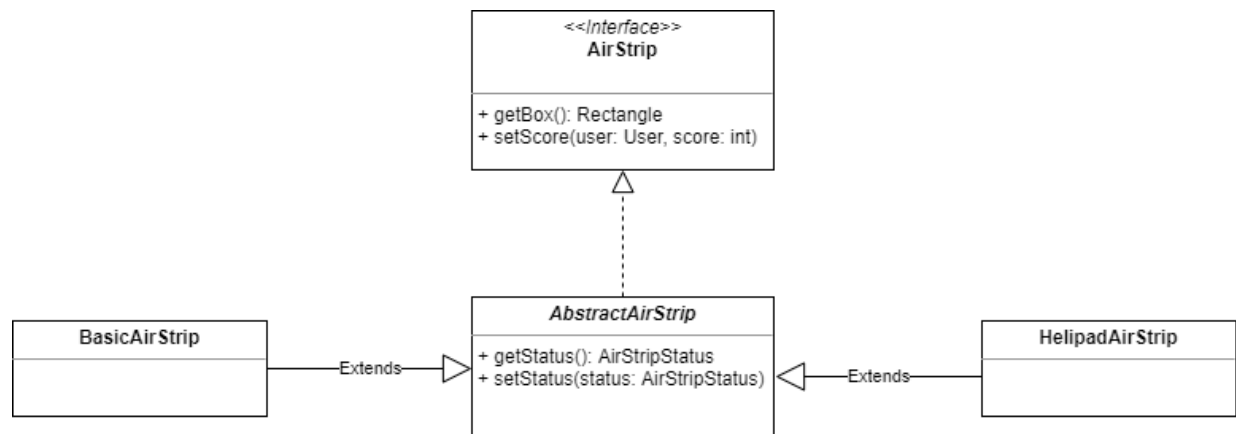 <<Interface>>
AirStrip
+ getBox(): Rectangle
+ setScore(user: User, score: int)
BasicAirStrip
Extends
AbstractAirStrip
+ getStatus(): AirStripStatus
+ setStatus(status: AirStripStatus)
Extends
HelipadAirStrip